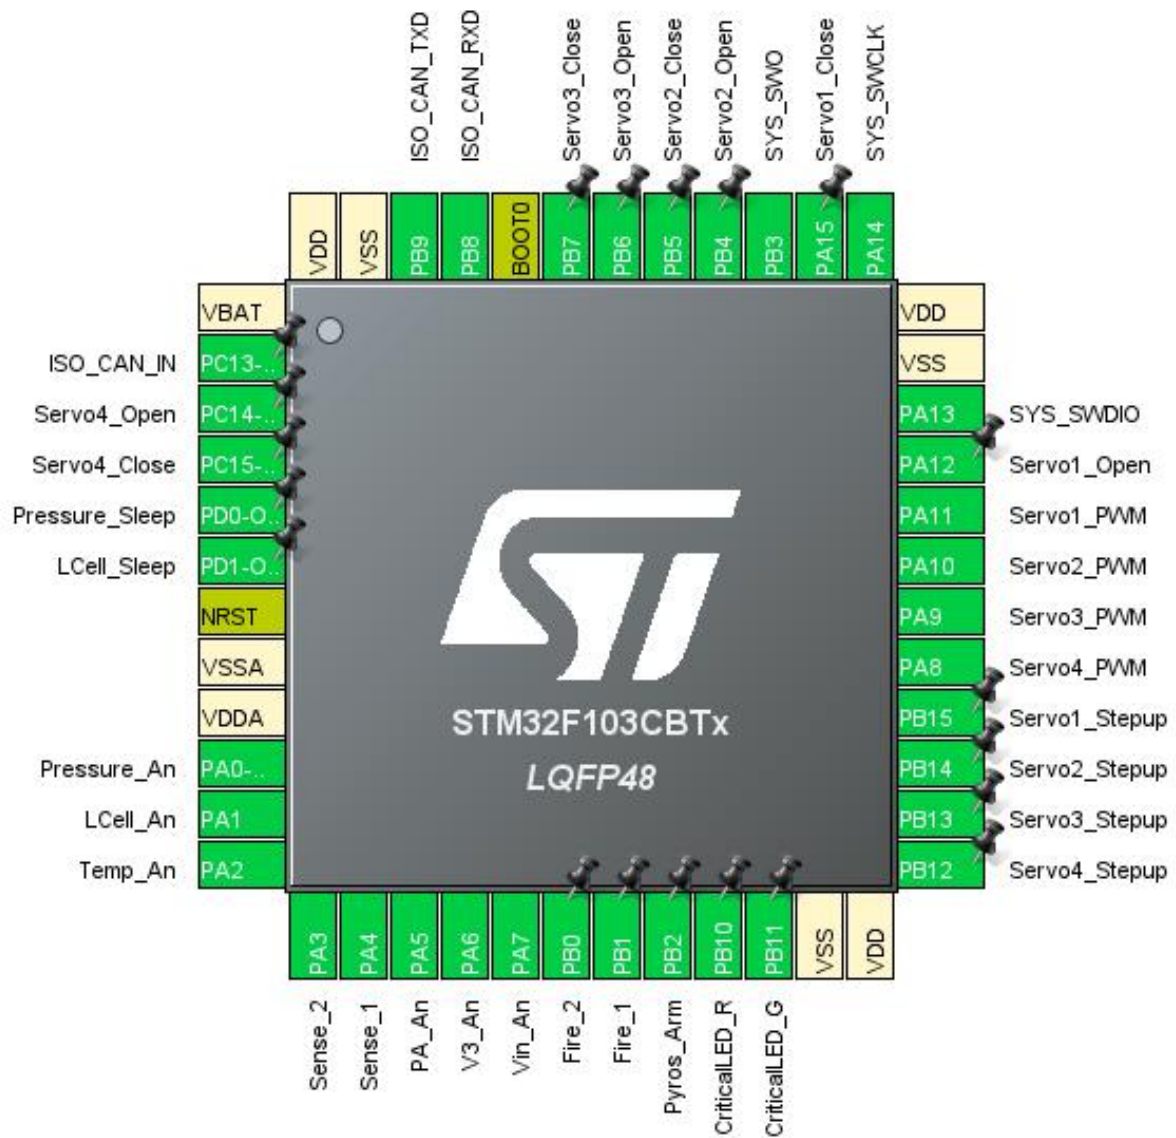 ISO_CAN_TXD
ISO_CAN_RXD
Servo3_Close
Servo3_Open
Servo2_Close
Servo2_Open
SYS_SWO
Servo1_Close
SYS_SWCLK
VDD
VSS
PB9
PB8
BOOT0
PB7
PB6
PB5
PB4
PB3
PA15
PA14
VBAT
ISO_CAN_IN PC13-..
Servo4_Open PC14-..
Servo4_Close PC15-..
Pressure_Sleep PD0-O..
LCell_Sleep PD1-O..
NRST
VSSA
VDDA
Pressure_An PA0-..
LCell_An PA1
Temp_An PA2
STM32F103CBTx
LQFP48
VDD
VSS
PA13 SYS_SWDIO
PA12 Servo1_Open
PA11 Servo1_PWM
PA10 Servo2_PWM
PA9 Servo3_PWM
PA8 Servo4_PWM
PB15 Servo1_Stepup
PB14 Servo2_Stepup
PB13 Servo3_Stepup
PB12 Servo4_Stepup
PA3
PA4
PA5
PA6
PA7
PB0
PB1
PB2
PB10
PB11
VSS
VDD
Sense_2
Sense_1
PA_An
V3_An
Vin_An
Fire_2
Fire_1
Pyros_Arm
CriticalLED_R
CriticalLED_G